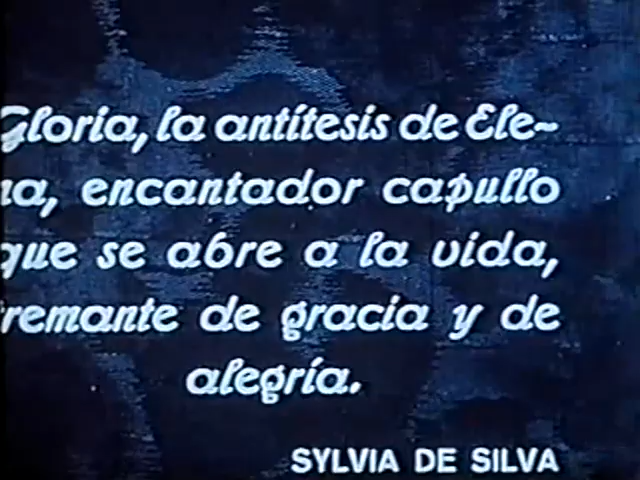 Gloria, la antítesis de Ele~
na, encantador capullo
que se abre a la vida,
tremante de gracia y de
alegría.
SYLVIA DE SILVA